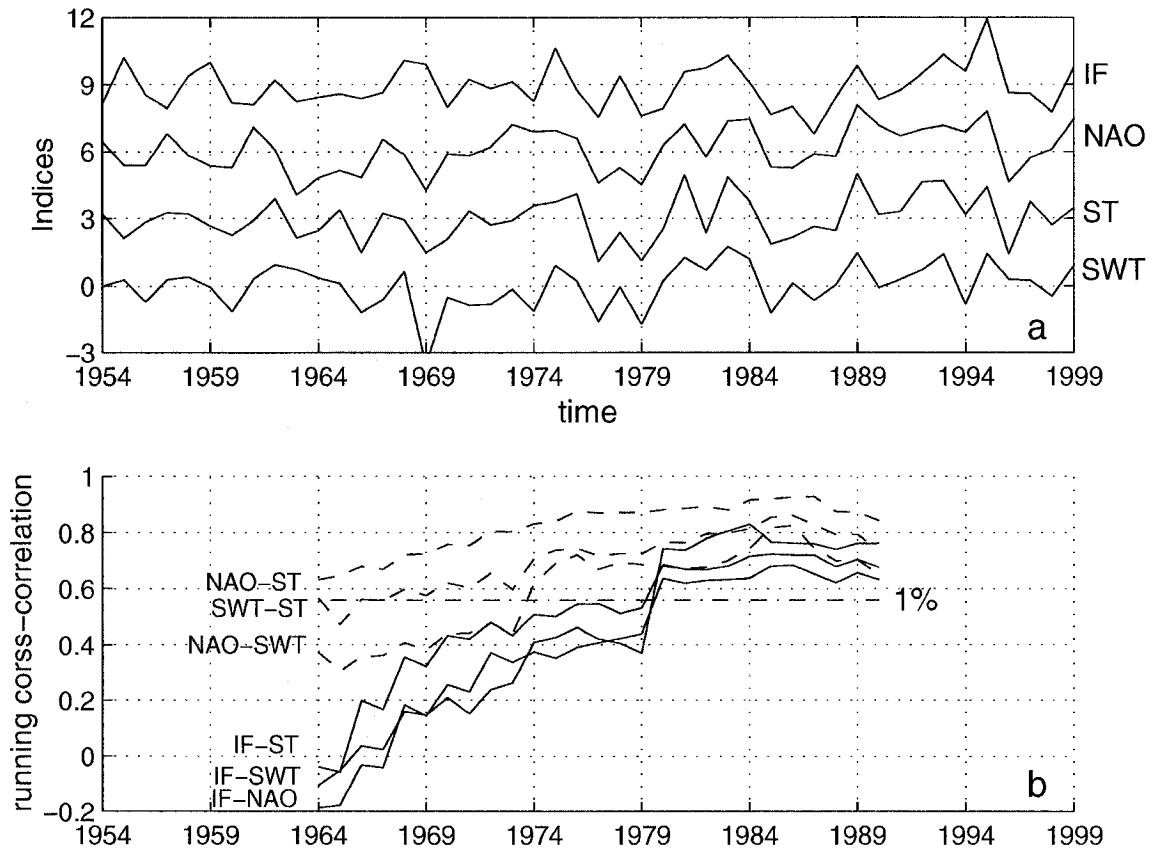 12
9
6
3
0
−3
Indices
IF
NAO
ST
SWT
a
1954 1959 1964 1969 1974 1979 1984 1989 1994 1999
time
1
0.8
0.6
0.4
0.2
0
−0.2
running corss−correlation
NAO−ST
SWT−ST
NAO−SWT
IF−ST
IF−SWT
IF−NAO
1%
b
1954 1959 1964 1969 1974 1979 1984 1989 1994 1999